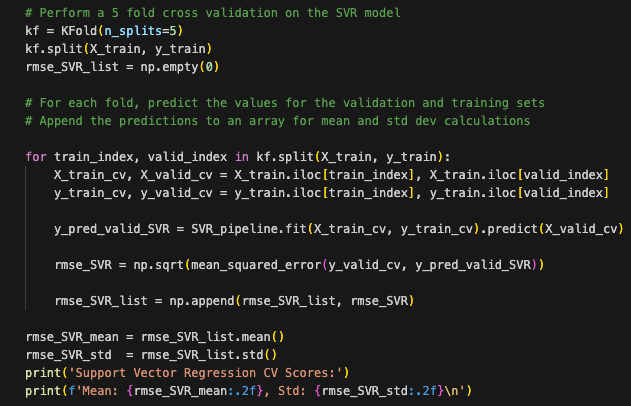 # Perform a 5 fold cross validation on the SVR model
kf = KFold(n_splits=5)
kf.split(X_train, y_train)
rmse_SVR_list = np.empty(0)
# For each fold, predict the values for the validation and training sets
# Append the predictions to an array for mean and std dev calculations
for train_index, valid_index in kf.split(X_train, y_train):
    X_train_cv, X_valid_cv = X_train.iloc[train_index], X_train.iloc[valid_index]
    y_train_cv, y_valid_cv = y_train.iloc[train_index], y_train.iloc[valid_index]
    y_pred_valid_SVR = SVR_pipeline.fit(X_train_cv, y_train_cv).predict(X_valid_cv)
    rmse_SVR = np.sqrt(mean_squared_error(y_valid_cv, y_pred_valid_SVR))
    rmse_SVR_list = np.append(rmse_SVR_list, rmse_SVR)
rmse_SVR_mean = rmse_SVR_list.mean()
rmse_SVR_std  = rmse_SVR_list.std()
print('Support Vector Regression CV Scores:')
print(f'Mean: {rmse_SVR_mean:.2f}, Std: {rmse_SVR_std:.2f}\n')